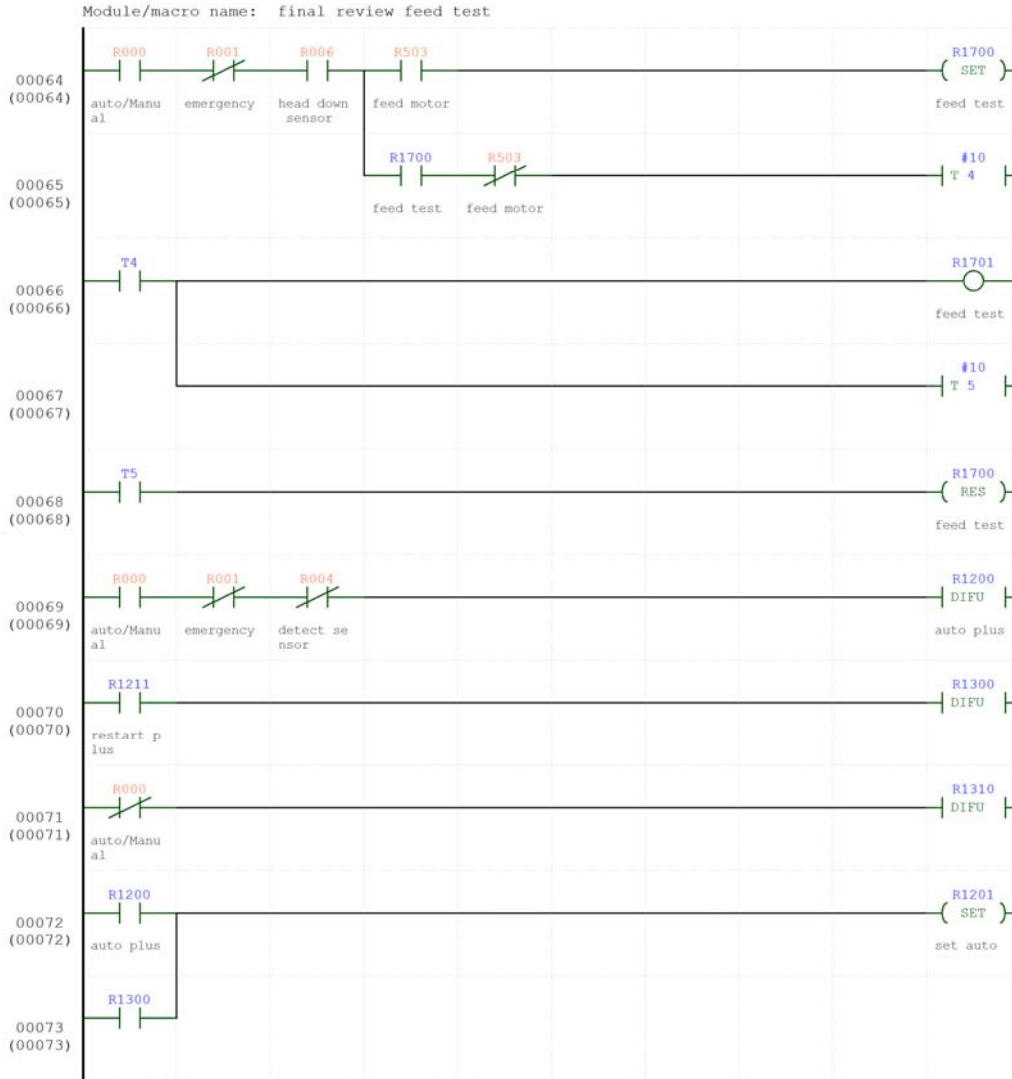 Module/macro name: final review feed test
R000 R001 R006 R503 R1700
00064 SET
(00064) auto/Manu emergency head down feed motor feed test
al sensor
R1700 R503 #10
00065 T 4
(00065) feed test feed motor
T4 R1701
00066
(00066) feed test
#10
00067 T 5
(00067)
T5 R1700
00068 RES
(00068) feed test
R000 R001 R004 R1200
00069 DIFU
(00069) auto/Manu emergency detect se auto plus
al nsor
R1211 R1300
00070 DIFU
(00070) restart p
lus
R000 R1310
00071 DIFU
(00071) auto/Manu
al
R1200 R1201
00072 SET
(00072) auto plus set auto
R1300
00073
(00073)